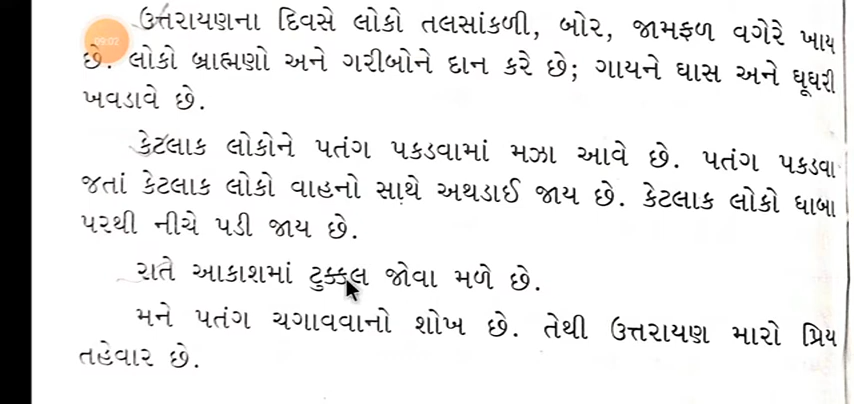 ઉત્તરાયણના દિવસે લોકો તલસાંકળી, બોર, જામફળ વગેરે ખાય
છે. લોકો બ્રાહ્મણો અને ગરીબોને દાન કરે છે; ગાયને ઘાસ અને ઘૂઘરી
ખવડાવે છે.
કેટલાક લોકોને પતંગ પકડવામાં મઝા આવે છે. પતંગ પકડવા
જતાં કેટલાક લોકો વાહનો સાથે અથડાઈ જાય છે. કેટલાક લોકો ધાબા
પરથી નીચે પડી જાય છે.
રાતે આકાશમાં ટુક્કલ જોવા મળે છે.
મને પતંગ ચગાવવાનો શોખ છે. તેથી ઉત્તરાયણ મારો પ્રિય
તહેવાર છે.
09:02